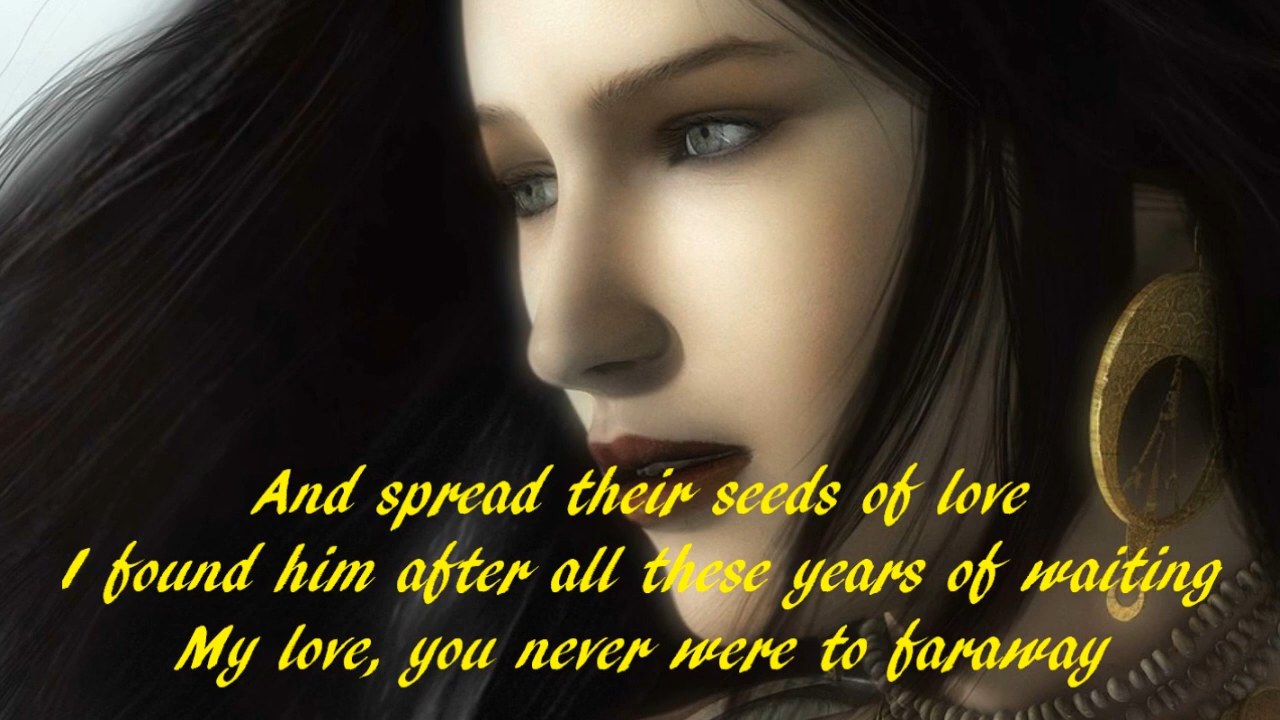 And spread their seeds of love
I found him after all these years of waiting
My love, you never were to faraway